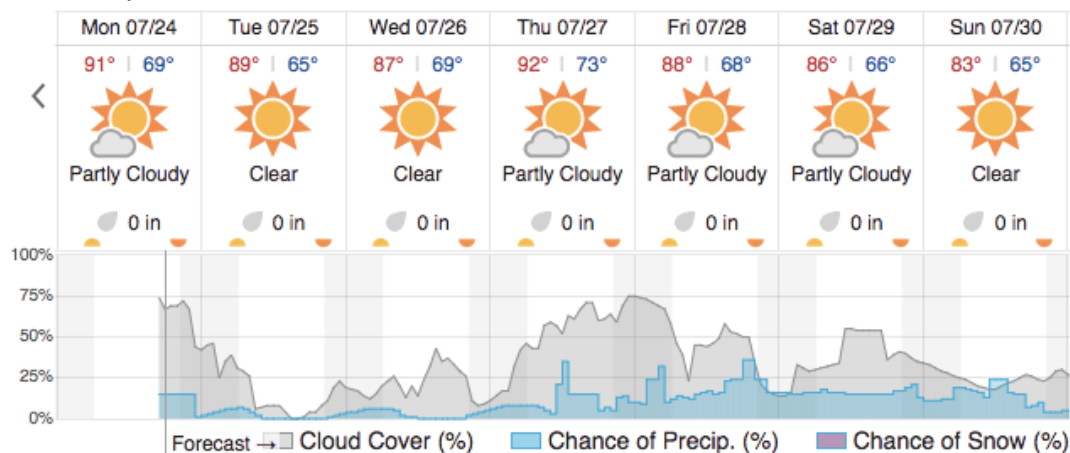 Mon 07/24 Tue 07/25 Wed 07/26 Thu 07/27 Fri 07/28 Sat 07/29 Sun 07/30
91° | 69° 89° | 65° 87° | 69° 92° | 73° 88° | 68° 86° | 66° 83° | 65°
Partly Cloudy Clear Clear Partly Cloudy Partly Cloudy Partly Cloudy Clear
0 in 0 in 0 in 0 in 0 in 0 in 0 in
100%
75%
50%
25%
0%
Forecast → Cloud Cover (%) Chance of Precip. (%) Chance of Snow (%)